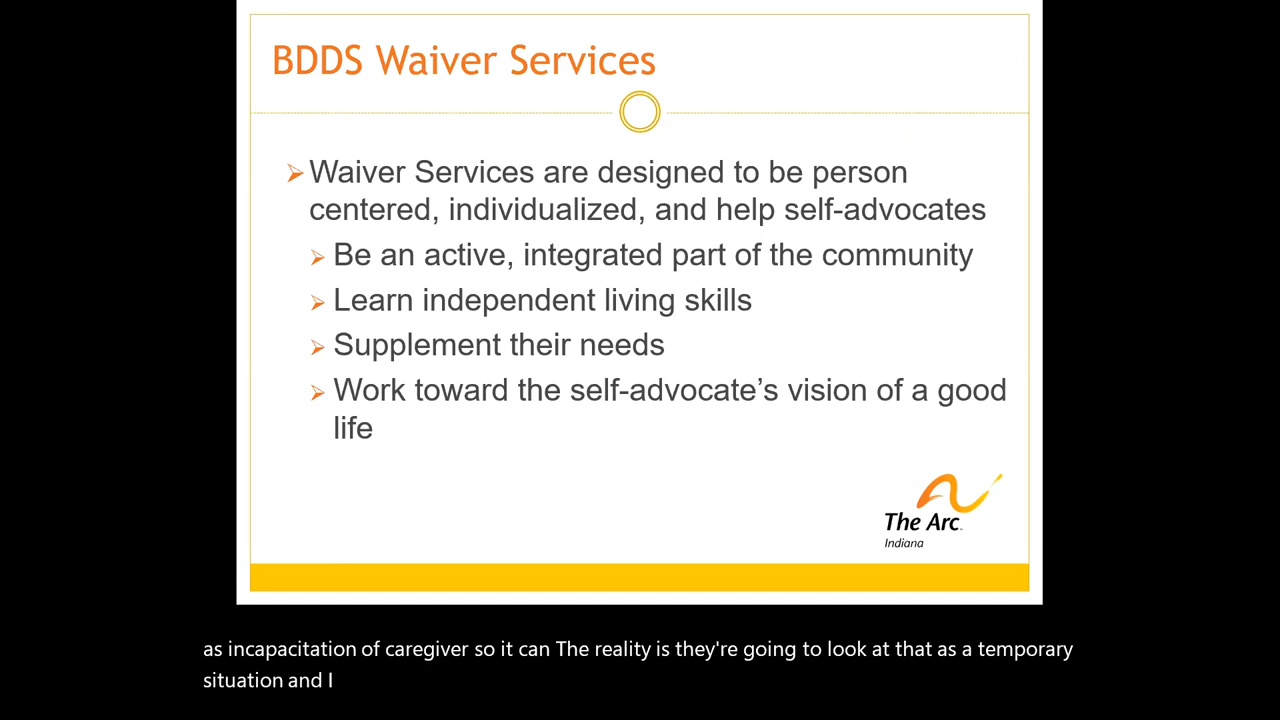 BDDS Waiver Services
Waiver Services are designed to be person
centered, individualized, and help self-advocates
Be an active, integrated part of the community
Learn independent living skills
Supplement their needs
Work toward the self-advocate’s vision of a good
life
The Arc
Indiana
as incapacitation of caregiver so it can The reality is they're going to look at that as a temporary
situation and I